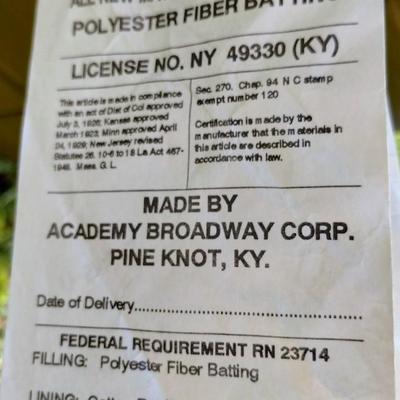 ALL NEW
POLYESTER FIBER BATTING
LICENSE NO. NY 49330 (KY)
This article is made in compliance
with an act of Dist of Col approved
July 3, 1926; Kansas approved
March 1923; Minn approved April
24, 1929; New Jersey revised
Statutes 26. 10-6 to 18 La Act 467-
1948. Mass. G. L.
Sec. 270. Chap. 94 N C stamp
exempt number 120
Certification is made by the
manufacturer that the materials in
this article are described in
accordance with law.
MADE BY
ACADEMY BROADWAY CORP.
PINE KNOT, KY.
Date of Delivery
FEDERAL REQUIREMENT RN 23714
FILLING: Polyester Fiber Batting
LINING: